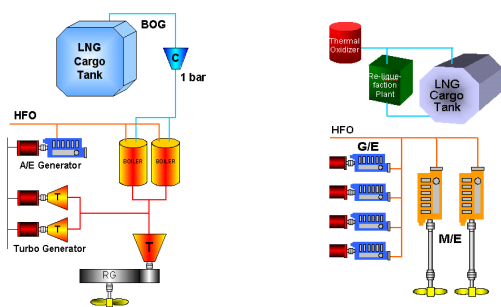 BOG
LNG
Cargo
Tank
C
1 bar
HFO
BOILER
BOILER
A/E Generator
T
T
Turbo Generator
T
RG
Thermal
Oxidizer
Re-lique-
faction
Plant
LNG
Cargo
Tank
HFO
G/E
M/E